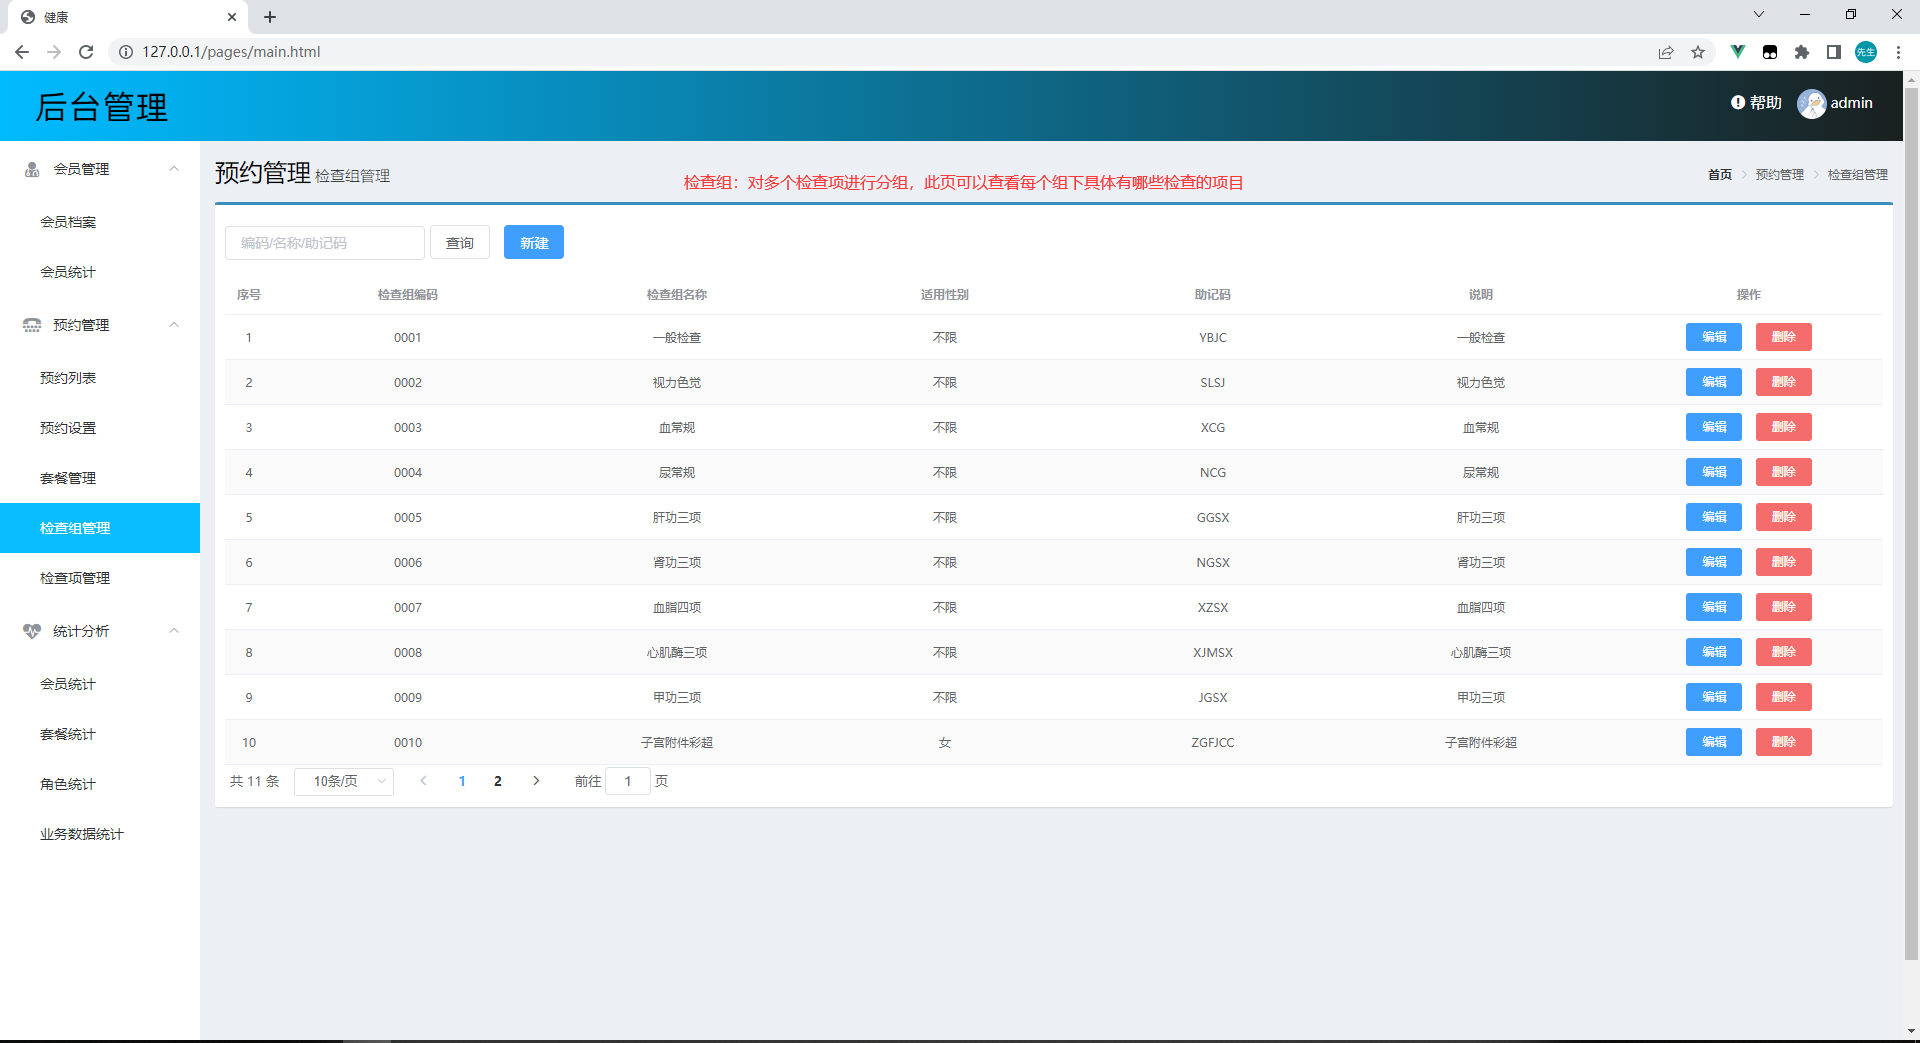 健康
127.0.0.1/pages/main.html
先生
后台管理
帮助 admin
会员管理
会员档案
会员统计
预约管理
预约列表
预约设置
套餐管理
检查组管理
检查项管理
统计分析
会员统计
套餐统计
角色统计
业务数据统计
预约管理 检查组管理
检查组：对多个检查项进行分组，此页可以查看每个组下具体有哪些检查的项目
首页 预约管理 检查组管理
编码/名称/助记码 查询 新建
序号 检查组编码 检查组名称 适用性别 助记码 说明 操作
1 0001 一般检查 不限 YBJC 一般检查 编辑 删除
2 0002 视力色觉 不限 SLSJ 视力色觉 编辑 删除
3 0003 血常规 不限 XCG 血常规 编辑 删除
4 0004 尿常规 不限 NCG 尿常规 编辑 删除
5 0005 肝功三项 不限 GGSX 肝功三项 编辑 删除
6 0006 肾功三项 不限 NGSX 肾功三项 编辑 删除
7 0007 血脂四项 不限 XZSX 血脂四项 编辑 删除
8 0008 心肌酶三项 不限 XJMSX 心肌酶三项 编辑 删除
9 0009 甲功三项 不限 JGSX 甲功三项 编辑 删除
10 0010 子宫附件彩超 女 ZGFJCC 子宫附件彩超 编辑 删除
共 11 条 10条/页 1 2 前往 1 页